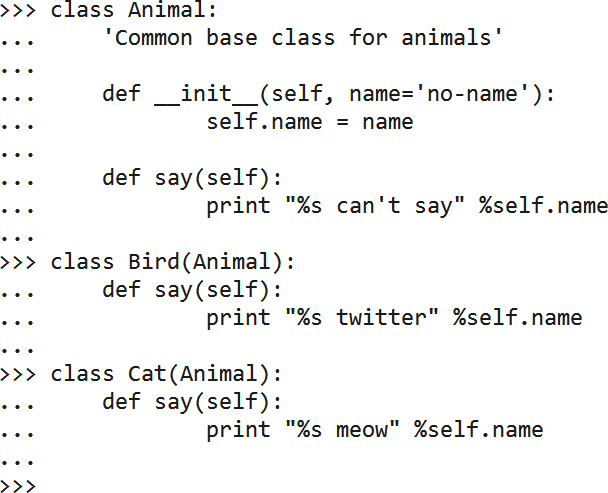 >>> class Animal:
...     'Common base class for animals'
...
...     def __init__(self, name='no-name'):
...             self.name = name
...
...     def say(self):
...             print "%s can't say" %self.name
...
>>> class Bird(Animal):
...     def say(self):
...             print "%s twitter" %self.name
...
>>> class Cat(Animal):
...     def say(self):
...             print "%s meow" %self.name
...
>>>